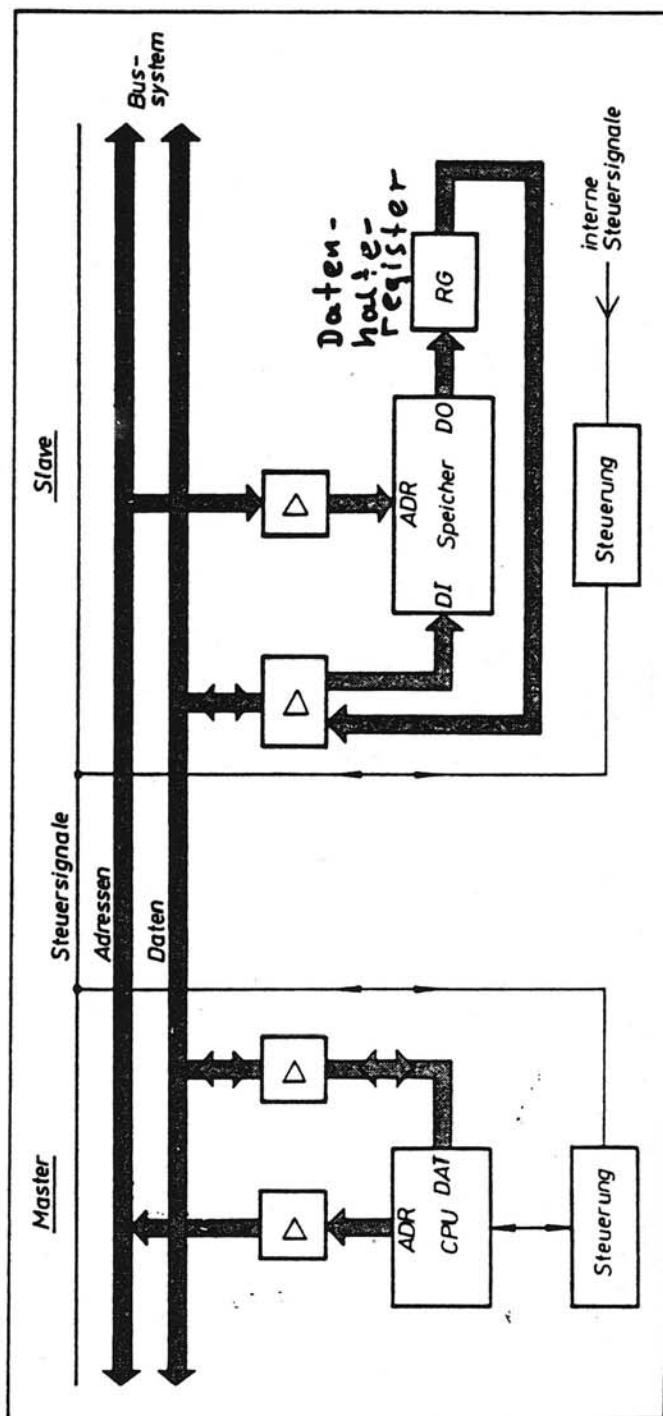 Master
Slave
Bus-
system
Steuersignale
Adressen
Daten
Daten-
halte-
register
△
△
△
△
ADR
CPU DAT
ADR
DI Speicher DO
RG
Steuerung
Steuerung
interne
Steuersignale